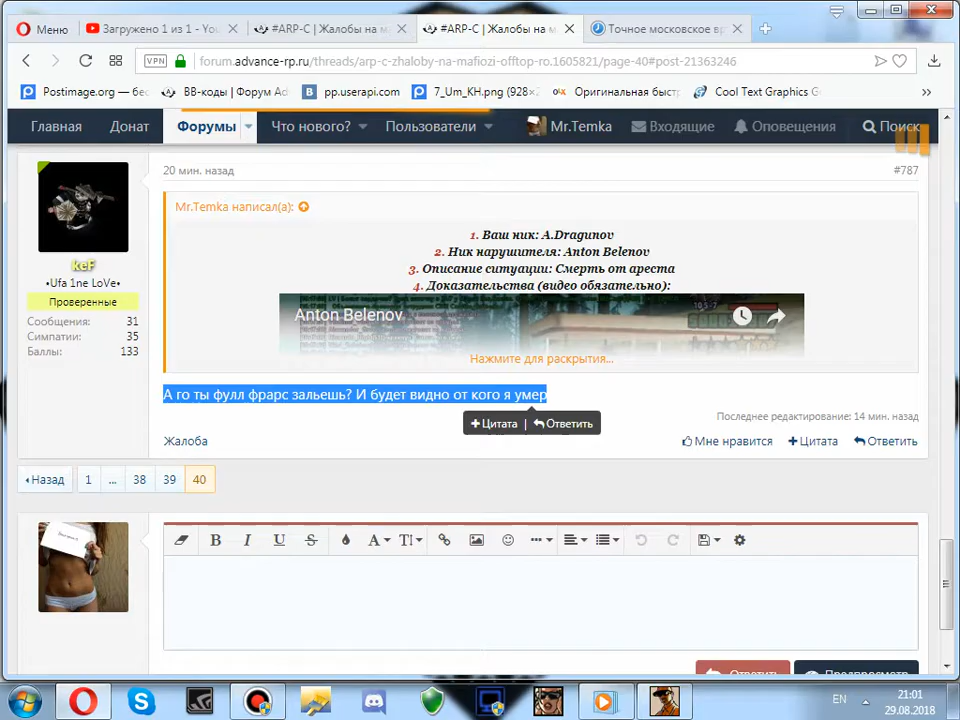 Меню
Загружено 1 из 1 - You
#ARP-C | Жалобы на м
#ARP-C | Жалобы на м
Точное московское вр
VPN
forum.advance-rp.ru/threads/arp-c-zhaloby-na-mafiozi-offtop-ro.1605821/page-40#post-21363246
Postimage.org — бес
BB-коды | Форум Ad
pp.userapi.com
7_Um_KH.png (928×
olx Оригинальная быст
Cool Text Graphics G
Главная
Донат
Форумы
Что нового?
Пользователи
Mr.Temka
Входящие
Оповещения
Поиск
20 мин. назад
#787
Mr.Temka написал(а):
1. Ваш ник: A.Dragunov
2. Ник нарушителя: Anton Belenov
3. Описание ситуации: Смерть от ареста
4. Доказательства (видео обязательно):
Anton Belenov
Нажмите для раскрытия...
keF
•Ufa 1ne LoVe•
Проверенные
Сообщения: 31
Симпатии: 35
Баллы: 133
А го ты фулл фрарс зальешь? И будет видно от кого я умер
+ Цитата | Ответить
Последнее редактирование: 14 мин. назад
Жалоба
Мне нравится
+ Цитата
Ответить
Назад
1
...
38
39
40
B I U S A TI
Ответить
Предпросмотр
EN
21:01
29.08.2018